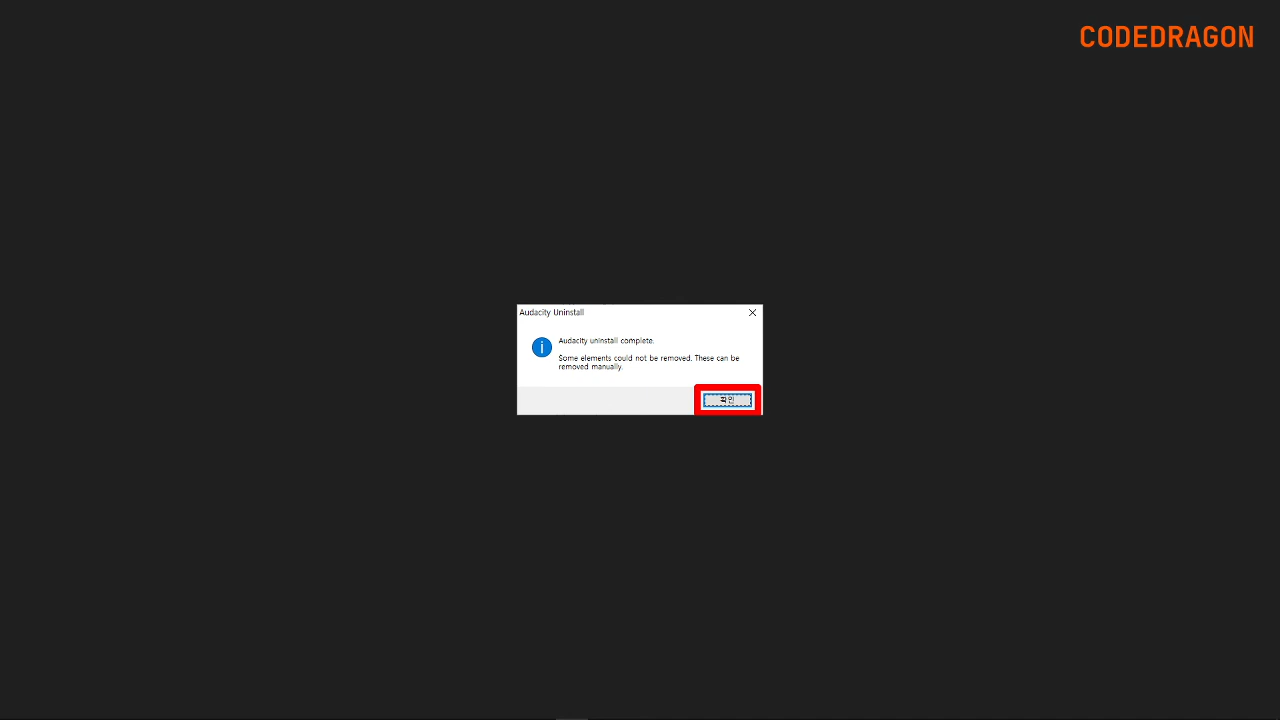 CODEDRAGON
Audacity Uninstall
Audacity uninstall complete.
Some elements could not be removed. These can be
removed manually.
확인